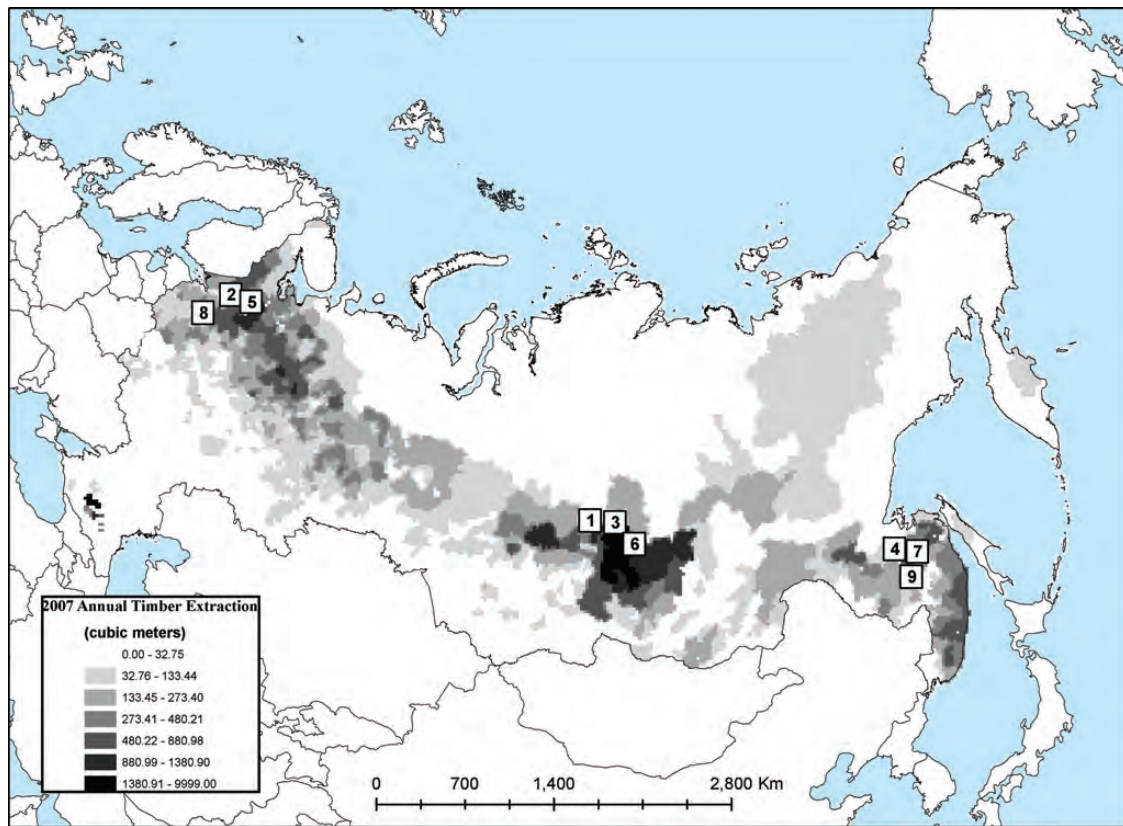 2
5
8
1
3
6
4
7
9
2007 Annual Timber Extraction
(cubic meters)
0.00 - 32.75
32.76 - 133.44
133.45 - 273.40
273.41 - 480.21
480.22 - 880.98
880.99 - 1380.90
1380.91 - 9999.00
0 700 1,400 2,800 Km